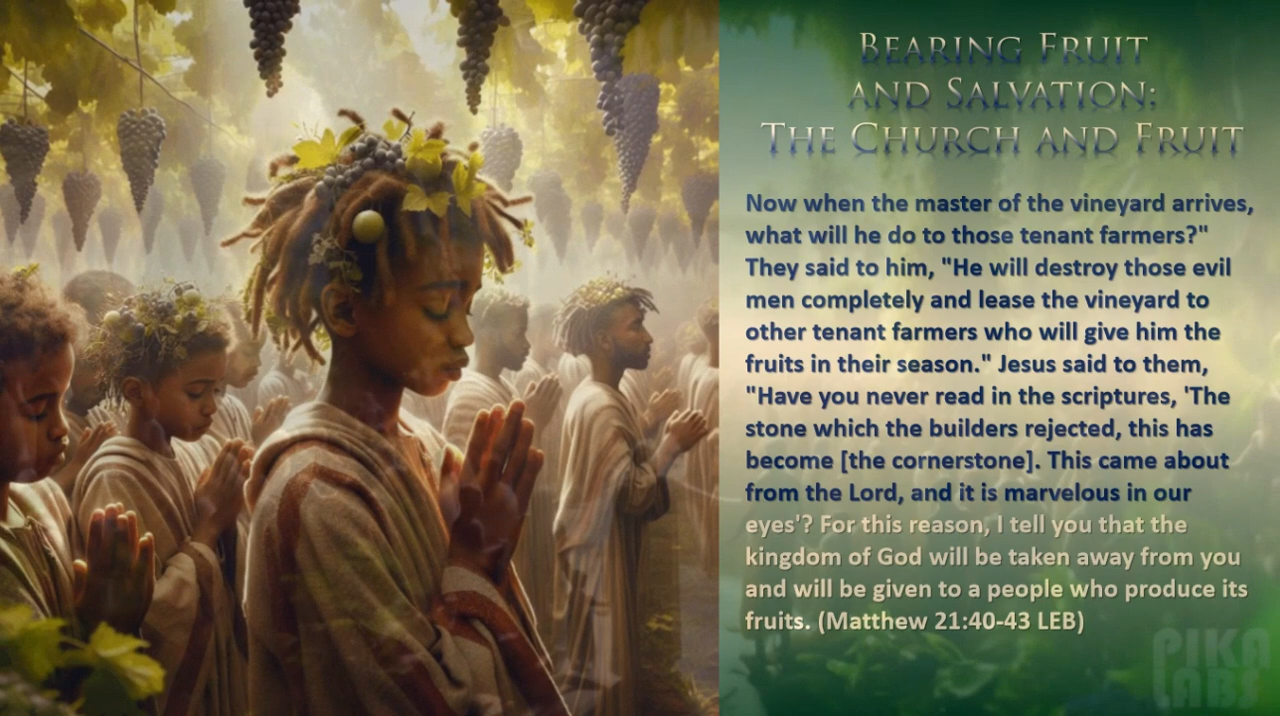 Bearing Fruit
and Salvation:
The Church and Fruit
Now when the master of the vineyard arrives,
what will he do to those tenant farmers?"
They said to him, "He will destroy those evil
men completely and lease the vineyard to
other tenant farmers who will give him the
fruits in their season." Jesus said to them,
"Have you never read in the scriptures, 'The
stone which the builders rejected, this has
become [the cornerstone]. This came about
from the Lord, and it is marvelous in our
eyes'? For this reason, I tell you that the
kingdom of God will be taken away from you
and will be given to a people who produce its
fruits. (Matthew 21:40-43 LEB)
PIKA
LABS